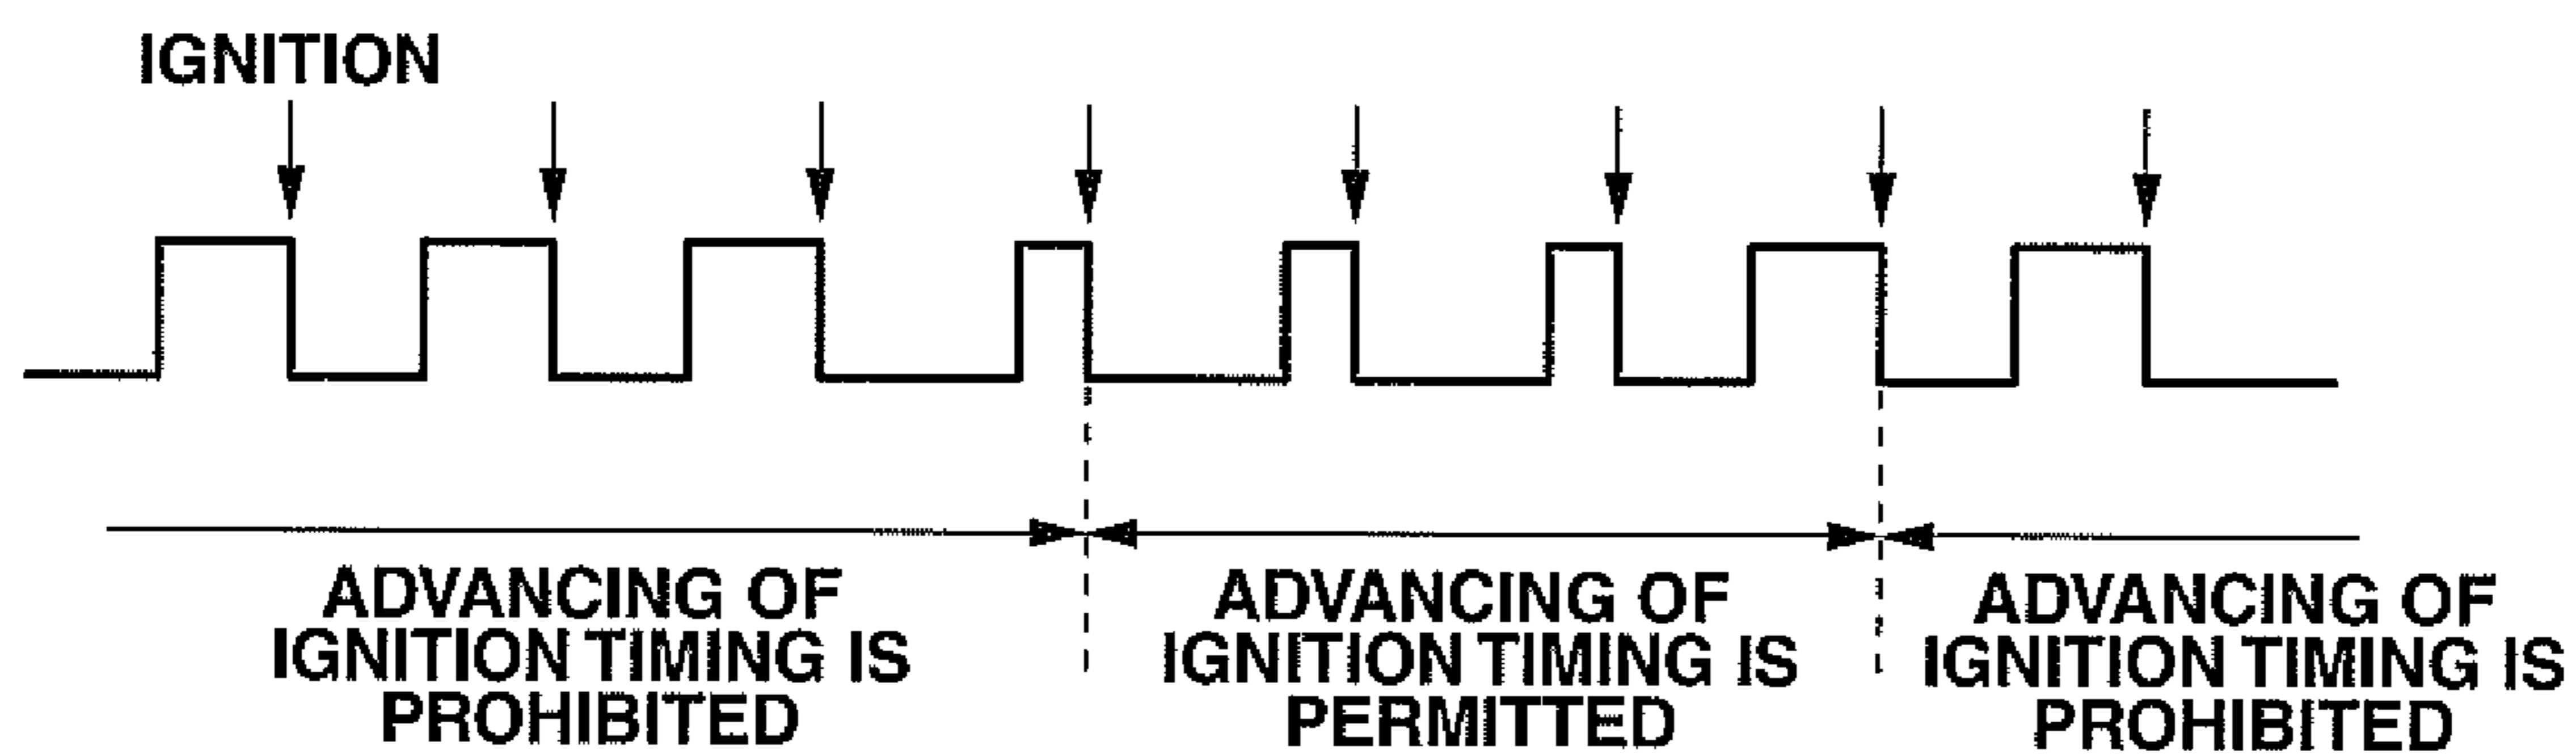 IGNITION
ADVANCING OF
IGNITION TIMING IS
PROHIBITED
ADVANCING OF
IGNITION TIMING IS
PERMITTED
ADVANCING OF
IGNITION TIMING IS
PROHIBITED